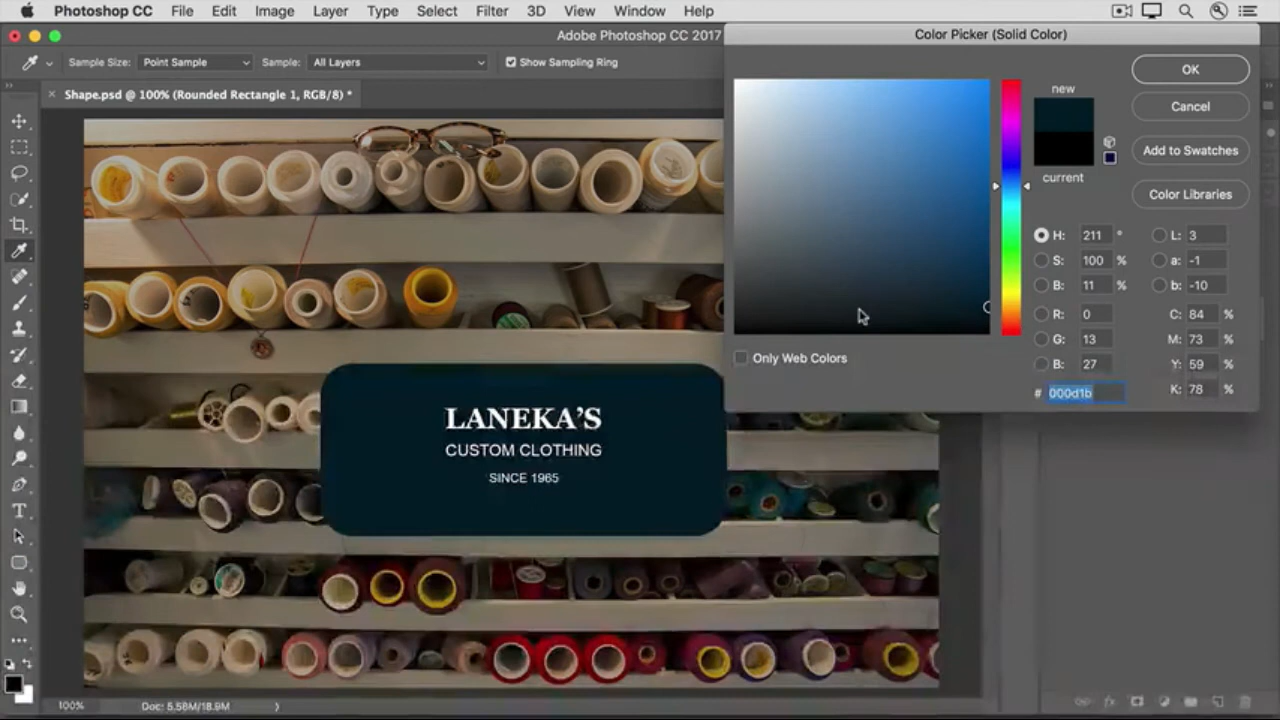 Photoshop CC File Edit Image Layer Type Select Filter 3D View Window Help
Adobe Photoshop CC 2017
Color Picker (Solid Color)
Sample Size: Point Sample Sample: All Layers Show Sampling Ring
× Shape.psd @ 100% (Rounded Rectangle 1, RGB/8) *
new
current
OK
Cancel
Add to Swatches
Color Libraries
H: 211 ° L: 3
S: 100 % a: -1
B: 11 % b: -10
R: 0 C: 84 %
G: 13 M: 73 %
B: 27 Y: 59 %
# 000d1b K: 78 %
Only Web Colors
LANEKA'S
CUSTOM CLOTHING
SINCE 1965
100% Doc: 5.58M/18.9M